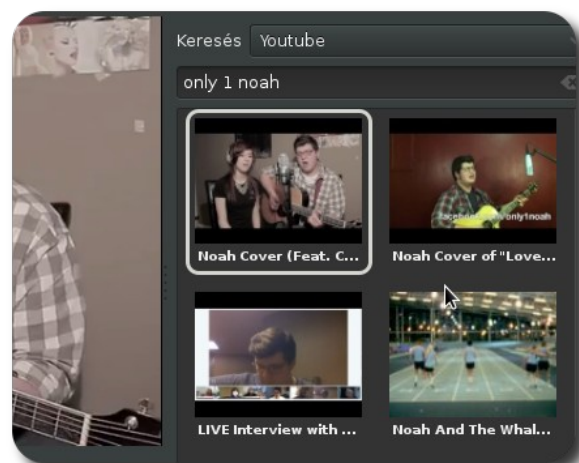 Keresés Youtube
only 1 noah
facebook.com/only1noah
Noah Cover (Feat. C...
Noah Cover of "Love...
LIVE Interview with ...
Noah And The Whal...